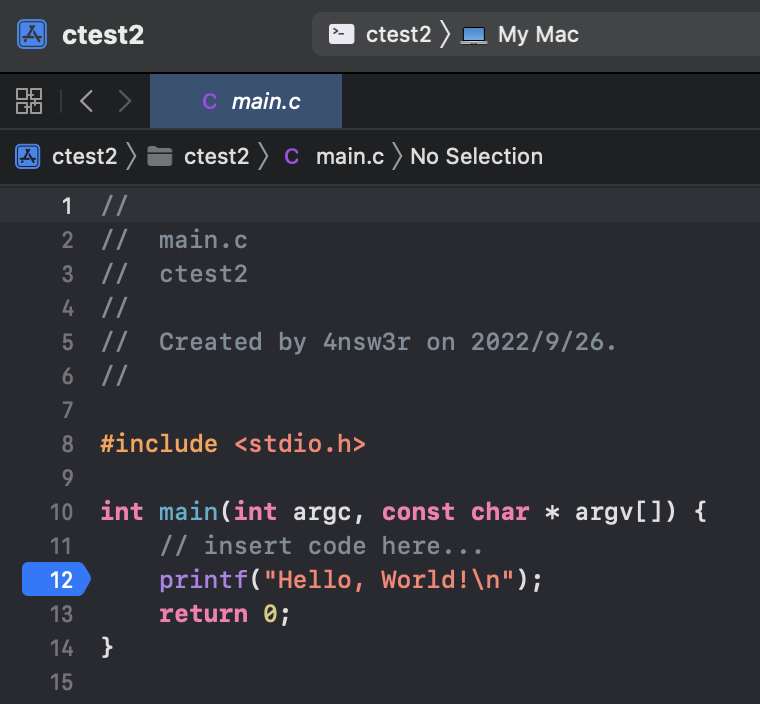 ctest2 ctest2 My Mac
main.c
ctest2 ctest2 main.c No Selection
1 //
2 //  main.c
3 //  ctest2
4 //
5 //  Created by 4nsw3r on 2022/9/26.
6 //
7
8 #include <stdio.h>
9
10 int main(int argc, const char * argv[]) {
11     // insert code here...
12     printf("Hello, World!\n");
13     return 0;
14 }
15